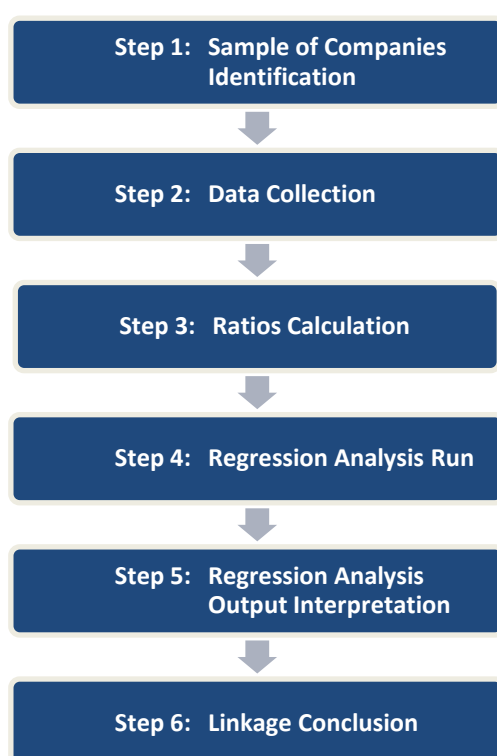 Step 1: Sample of Companies
Identification
Step 2: Data Collection
Step 3: Ratios Calculation
Step 4: Regression Analysis Run
Step 5: Regression Analysis
Output Interpretation
Step 6: Linkage Conclusion